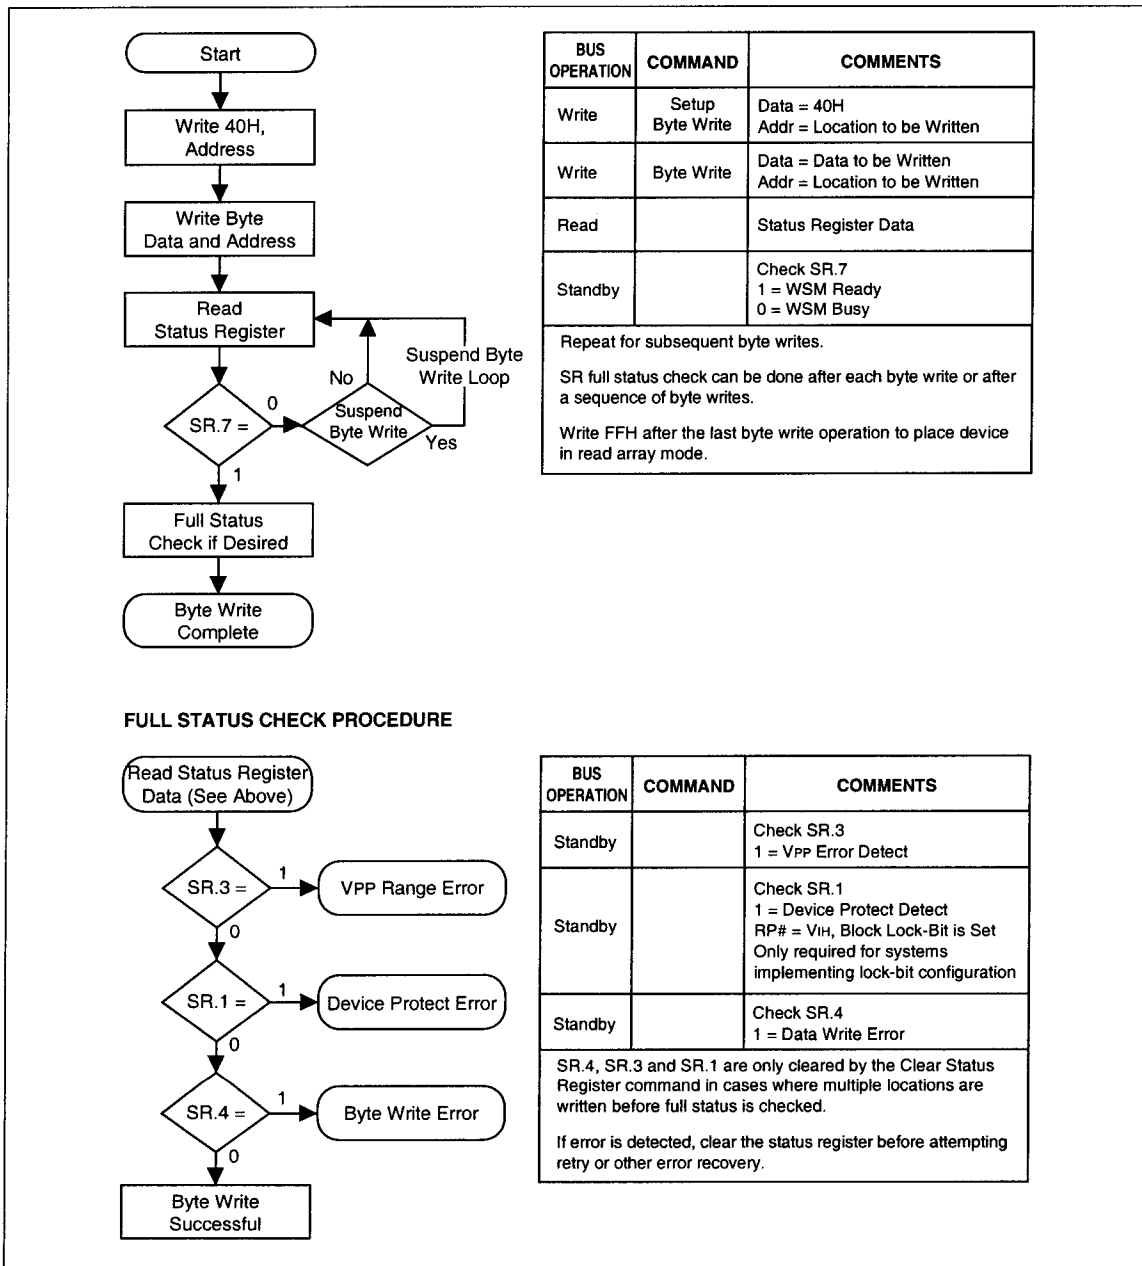 Start
Write 40H,
Address
Write Byte
Data and Address
Read
Status Register
Suspend Byte
Write Loop
No
0
SR.7 =
Suspend
Byte Write
Yes
1
Full Status
Check if Desired
Byte Write
Complete
BUS
OPERATION
COMMAND
COMMENTS
Write
Setup
Byte Write
Data = 40H
Addr = Location to be Written
Write
Byte Write
Data = Data to be Written
Addr = Location to be Written
Read
Status Register Data
Standby
Check SR.7
1 = WSM Ready
0 = WSM Busy
Repeat for subsequent byte writes.
SR full status check can be done after each byte write or after
a sequence of byte writes.
Write FFH after the last byte write operation to place device
in read array mode.
FULL STATUS CHECK PROCEDURE
Read Status Register
Data (See Above)
SR.3 =
1
VPP Range Error
0
SR.1 =
1
Device Protect Error
0
SR.4 =
1
Byte Write Error
0
Byte Write
Successful
BUS
OPERATION
COMMAND
COMMENTS
Standby
Check SR.3
1 = VPP Error Detect
Standby
Check SR.1
1 = Device Protect Detect
RP# = VIH, Block Lock-Bit is Set
Only required for systems
implementing lock-bit configuration
Standby
Check SR.4
1 = Data Write Error
SR.4, SR.3 and SR.1 are only cleared by the Clear Status
Register command in cases where multiple locations are
written before full status is checked.
If error is detected, clear the status register before attempting
retry or other error recovery.